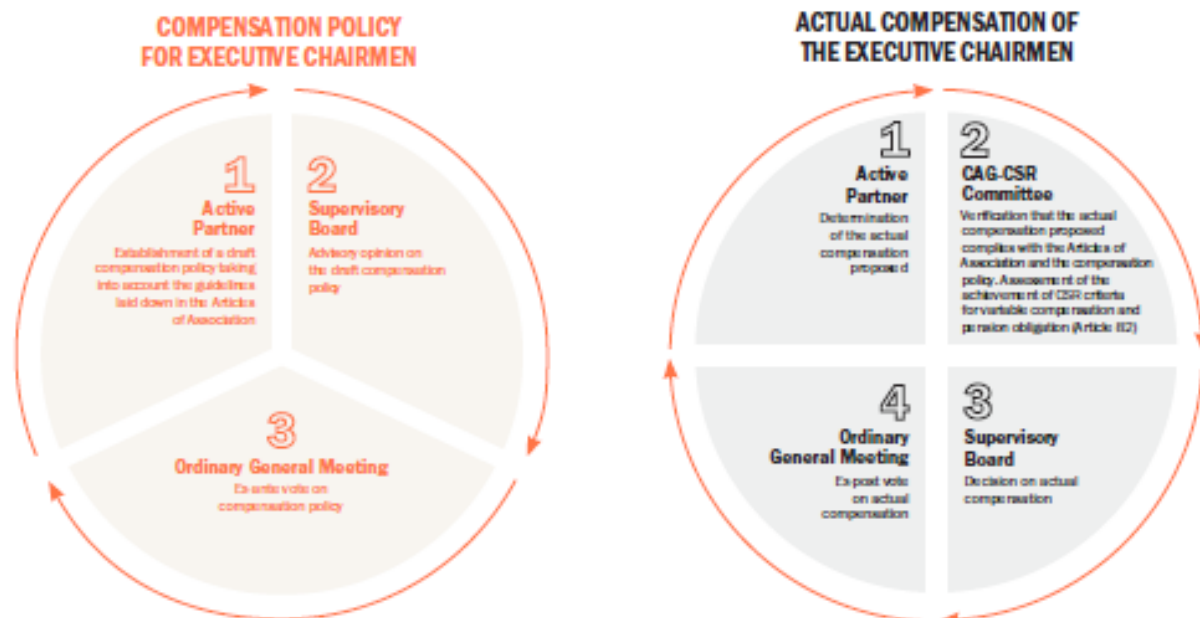 COMPENSATION POLICY
FOR EXECUTIVE CHAIRMEN
1
Active
Partner
Establishment of a draft
compensation policy taking
into account the guidelines
laid down in the Articles
of Association
2
Supervisory
Board
Advisory opinion on
the draft compensation
policy
3
Ordinary General Meeting
Ex-ante vote on
compensation policy
ACTUAL COMPENSATION OF
THE EXECUTIVE CHAIRMEN
1
Active
Partner
Determination
of the actual
compensation
proposed
2
CAG-CSR
Committee
Verification that the actual
compensation proposed
complies with the Articles of
Association and the compensation
policy. Assessment of the
achievement of CSR criteria
for variable compensation and
pension obligation (Article
3
Supervisory
Board
Decision on actual
compensation
4
Ordinary
General Meeting
Ex-post vote
on actual
compensation